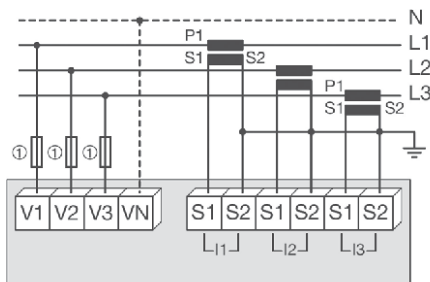 N
P1 L1
S1 S2 L2
P1 L3
S1 S2
① ① ①
V1 V2 V3 VN S1 S2 S1 S2 S1 S2
I1 I2 I3